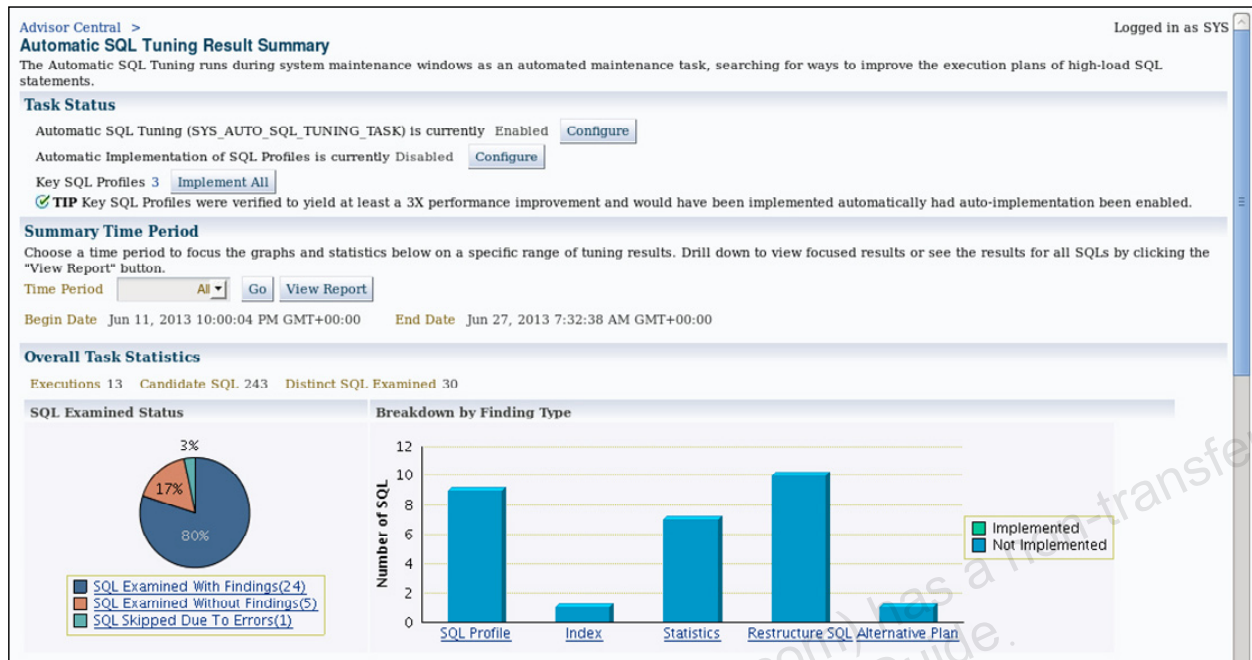 Advisor Central >
Logged in as SYS
Automatic SQL Tuning Result Summary
The Automatic SQL Tuning runs during system maintenance windows as an automated maintenance task, searching for ways to improve the execution plans of high-load SQL
statements.
Task Status
Automatic SQL Tuning (SYS_AUTO_SQL_TUNING_TASK) is currently Enabled Configure
Automatic Implementation of SQL Profiles is currently Disabled Configure
Key SQL Profiles 3 Implement All
TIP Key SQL Profiles were verified to yield at least a 3X performance improvement and would have been implemented automatically had auto-implementation been enabled.
Summary Time Period
Choose a time period to focus the graphs and statistics below on a specific range of tuning results. Drill down to view focused results or see the results for all SQLs by clicking the
"View Report" button.
Time Period All Go View Report
Begin Date Jun 11, 2013 10:00:04 PM GMT+00:00 End Date Jun 27, 2013 7:32:38 AM GMT+00:00
Overall Task Statistics
Executions 13 Candidate SQL 243 Distinct SQL Examined 30
SQL Examined Status
3%
17%
80%
SQL Examined With Findings(24)
SQL Examined Without Findings(5)
SQL Skipped Due To Errors(1)
Breakdown by Finding Type
Number of SQL
12
10
8
6
4
2
0
SQL Profile Index Statistics Restructure SQL Alternative Plan
Implemented
Not Implemented
com) has a non-transfe
Guide.